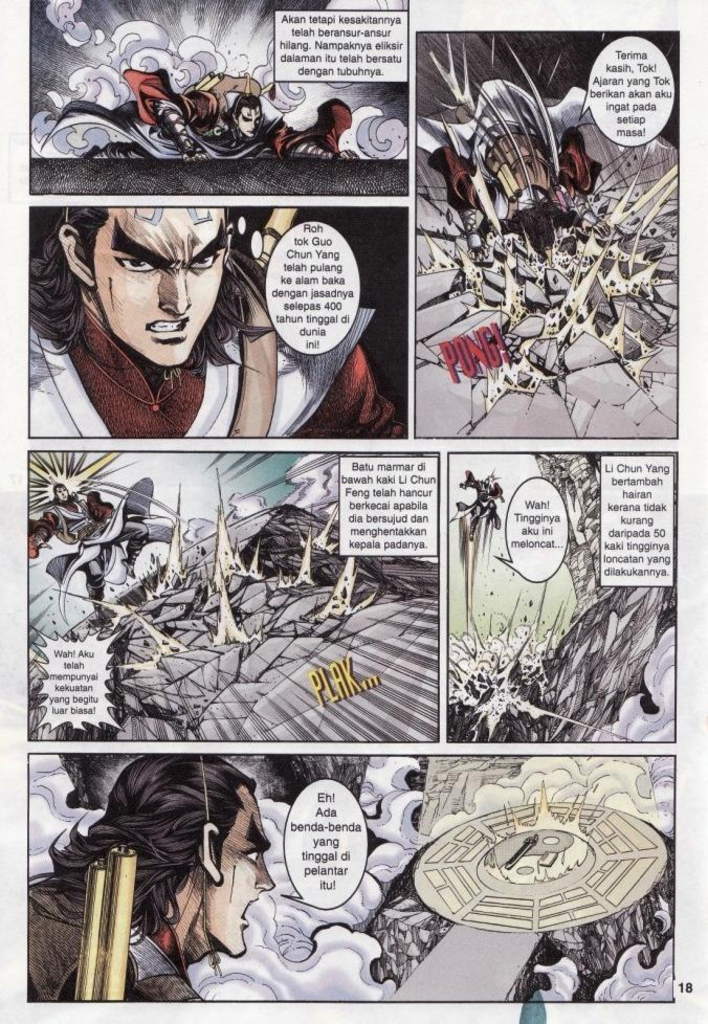 Akan tetapi kesakitannya
telah beransur-ansur
hilang. Nampaknya eliksir
dalaman itu telah bersatu
dengan tubuhnya.
Terima
kasih, Tok!
Ajaran yang Tok
berikan akan aku
ingat pada
setiap
masa!
PONG!
Roh
tok Guo
Chun Yang
telah pulang
ke alam baka
dengan jasadnya
selepas 400
tahun tinggal di
dunia
ini!
Batu marmar di
bawah kaki Li Chun
Feng telah hancur
berkecai apabila
dia bersujud dan
menghentakkan
kepala padanya.
Wah! Aku
telah
mempunyai
kekuatan
yang begitu
luar biasa!
PLAK...
Wah!
Tingginya
aku ini
meloncat...
Li Chun Yang
bertambah
hairan
kerana tidak
kurang
daripada 50
kaki tingginya
loncatan yang
dilakukannya.
Eh!
Ada
benda-benda
yang
tinggal di
pelantar
itu!
18